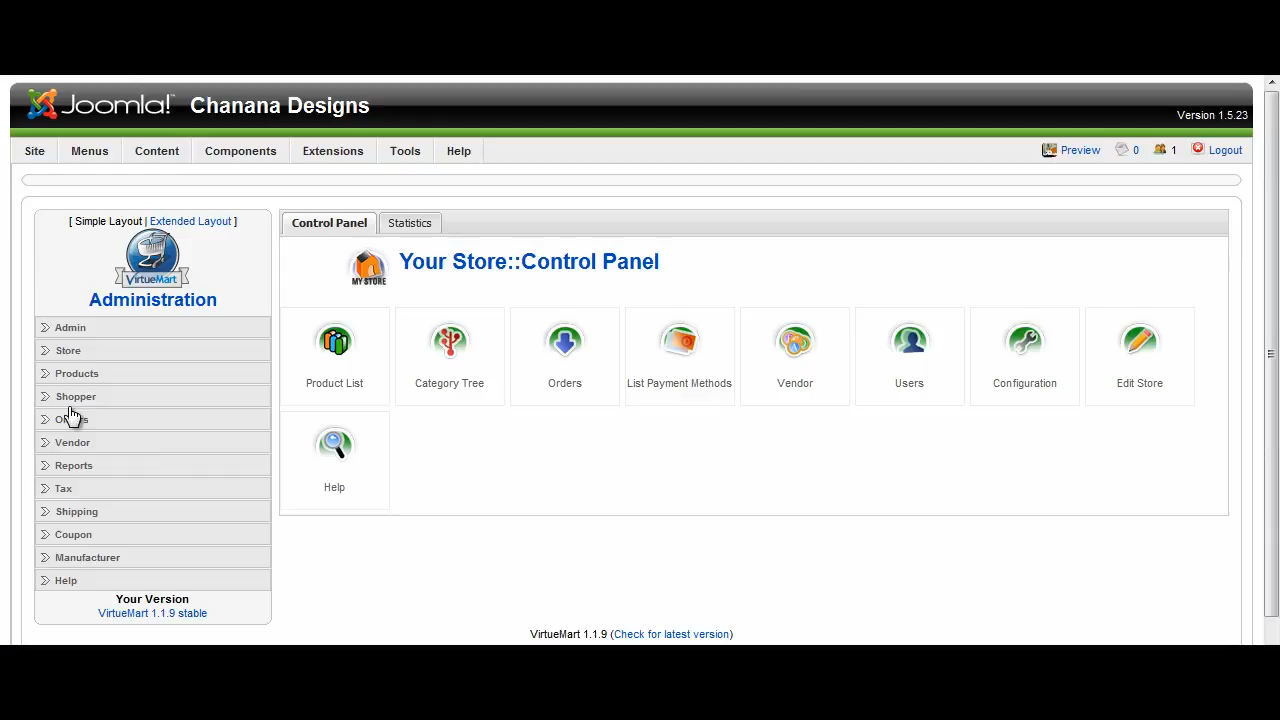 Joomla! Chanana Designs
Version 1.5.23
Site Menus Content Components Extensions Tools Help Preview 0 1 Logout
[ Simple Layout | Extended Layout ]
VirtueMart
Administration
Admin
Store
Products
Shopper
Vendor
Reports
Tax
Shipping
Coupon
Manufacturer
Help
Your Version
VirtueMart 1.1.9 stable
Control Panel Statistics
MY STORE
Your Store::Control Panel
Product List Category Tree Orders List Payment Methods Vendor Users Configuration Edit Store
Help
VirtueMart 1.1.9 (Check for latest version)